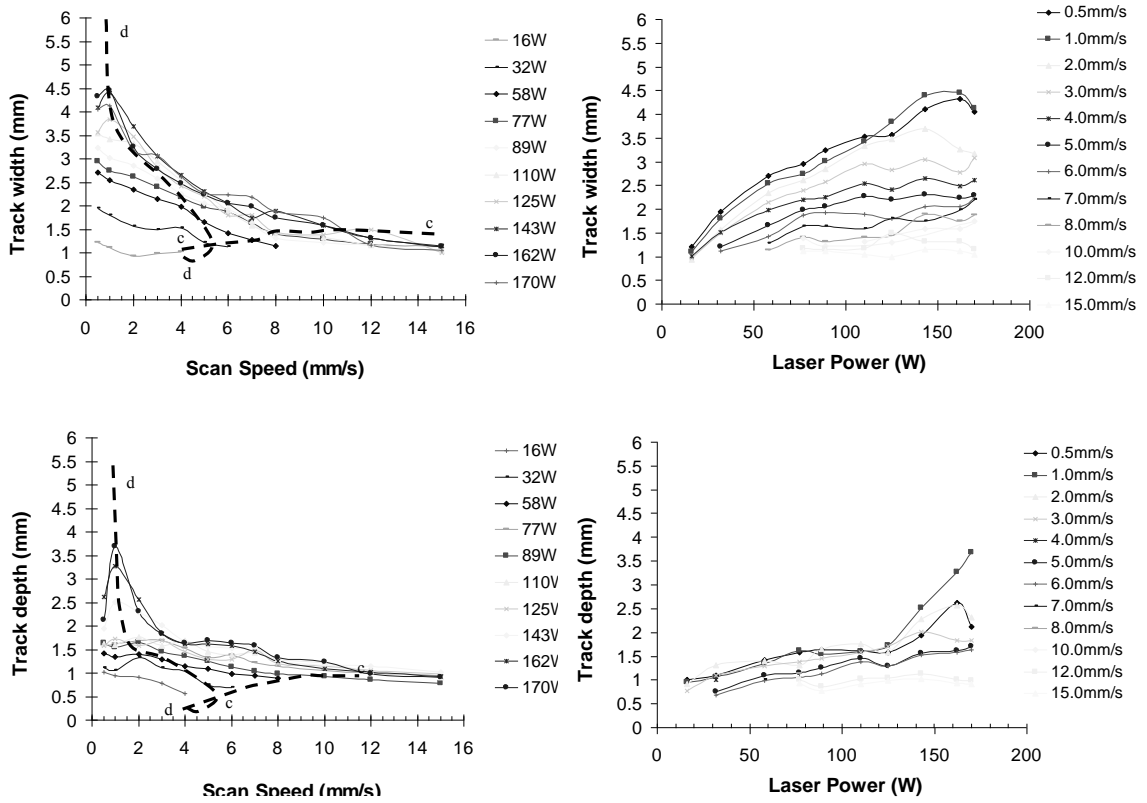 6
5.5
5
4.5
4
3.5
3
2.5
2
1.5
1
0.5
0
Track width (mm)
0 2 4 6 8 10 12 14 16
Scan Speed (mm/s)
d
c
c
d
16W
32W
58W
77W
89W
110W
125W
143W
162W
170W
6
5.5
5
4.5
4
3.5
3
2.5
2
1.5
1
0.5
0
Track width (mm)
0 50 100 150 200
Laser Power (W)
0.5mm/s
1.0mm/s
2.0mm/s
3.0mm/s
4.0mm/s
5.0mm/s
6.0mm/s
7.0mm/s
8.0mm/s
10.0mm/s
12.0mm/s
15.0mm/s
6
5.5
5
4.5
4
3.5
3
2.5
2
1.5
1
0.5
0
Track depth (mm)
0 2 4 6 8 10 12 14 16
Scan Speed (mm/s)
d
c
d
c
16W
32W
58W
77W
89W
110W
125W
143W
162W
170W
6
5.5
5
4.5
4
3.5
3
2.5
2
1.5
1
0.5
0
Track depth (mm)
0 50 100 150 200
Laser Power (W)
0.5mm/s
1.0mm/s
2.0mm/s
3.0mm/s
4.0mm/s
5.0mm/s
6.0mm/s
7.0mm/s
8.0mm/s
10.0mm/s
12.0mm/s
15.0mm/s